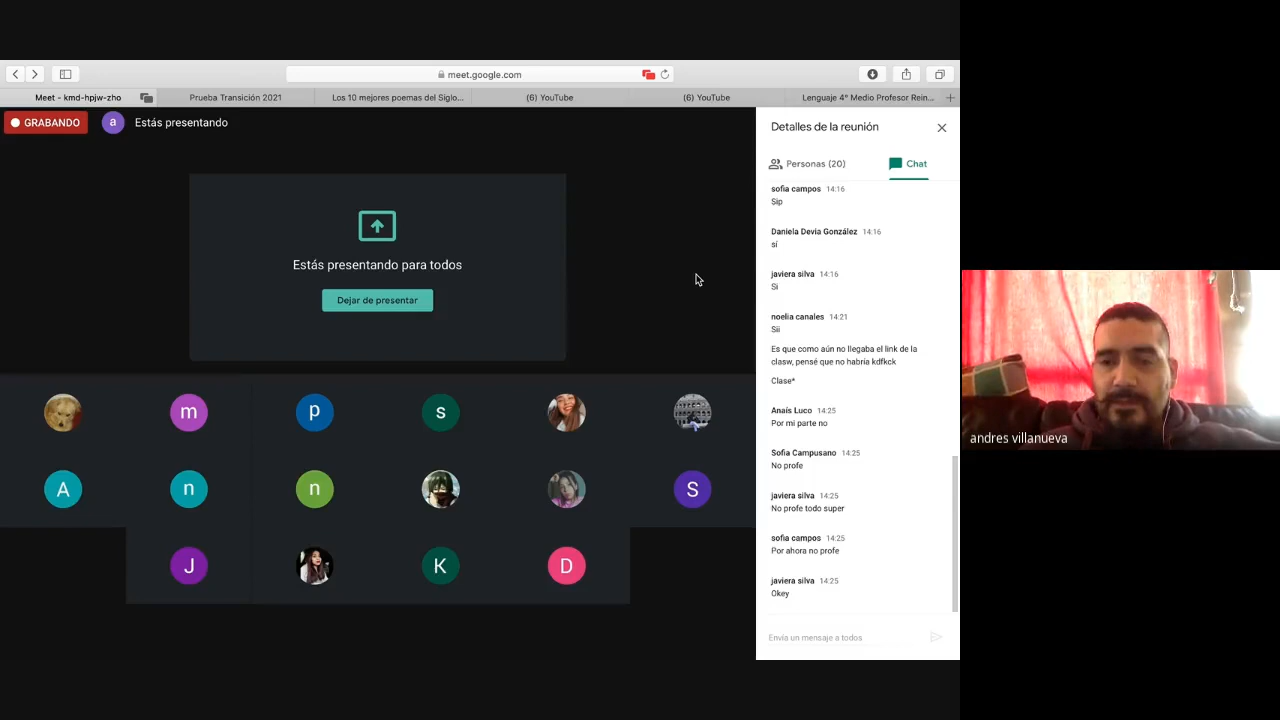 meet.google.com
Meet - kmd-hpjw-zho
Prueba Transición 2021
Los 10 mejores poemas del Siglo...
(6) YouTube
(6) YouTube
Lenguaje 4º Medio Profesor Rein...
GRABANDO
a
Estás presentando
Estás presentando para todos
Dejar de presentar
m
p
s
A
n
n
S
J
K
D
Detalles de la reunión
Personas (20)
Chat
sofia campos 14:16
Sip
Daniela Devia González 14:16
sí
javiera silva 14:16
Si
noelia canales 14:21
Sii
Es que como aún no llegaba el link de la
clasw, pensé que no habría kdfkck
Clase*
Anaís Luco 14:25
Por mi parte no
Sofia Campusano 14:25
No profe
javiera silva 14:25
No profe todo super
sofia campos 14:25
Por ahora no profe
javiera silva 14:25
Okey
Envía un mensaje a todos
andres villanueva